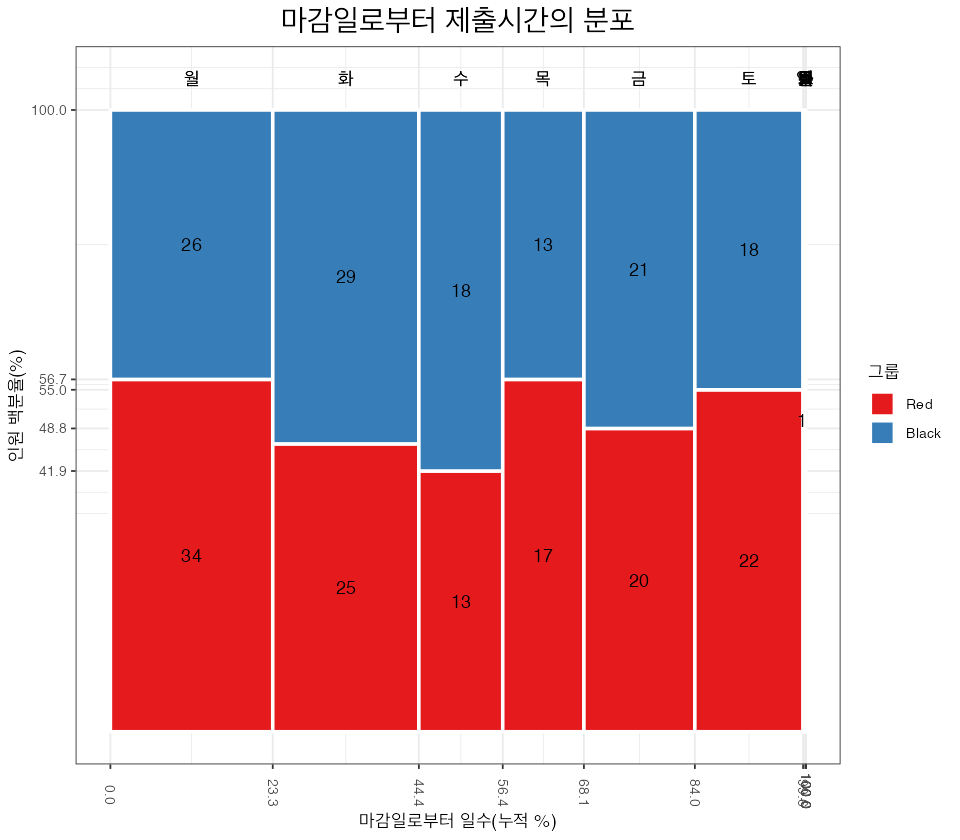 마감일로부터 제출시간의 분포
월 화 수 목 금 토
100.0
26 29 18 13 21 18
56.7
55.0
48.8
41.9
1
34 25 13 17 20 22
인원 백분율(%)
그룹
Red
Black
0.0 23.3 44.4 56.4 68.1 84.0
마감일로부터 일수(누적 %)